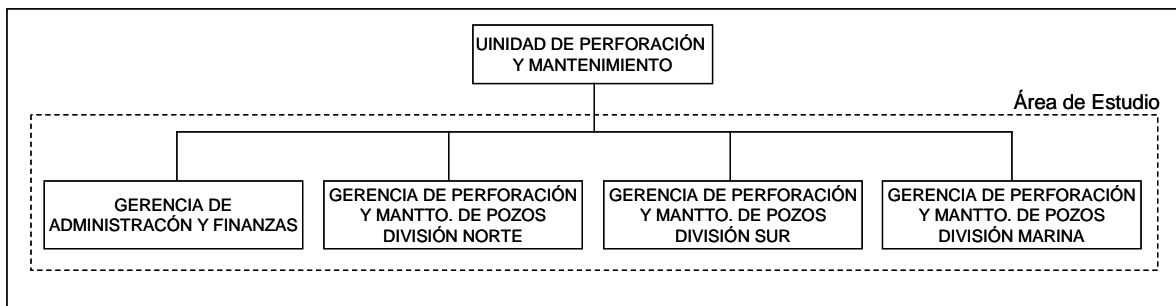 UINIDAD DE PERFORACIÓN
Y MANTENIMIENTO
Área de Estudio
GERENCIA DE
ADMINISTRACÓN Y FINANZAS
GERENCIA DE PERFORACIÓN
Y MANTTO. DE POZOS
DIVISIÓN NORTE
GERENCIA DE PERFORACIÓN
Y MANTTO. DE POZOS
DIVISIÓN SUR
GERENCIA DE PERFORACIÓN
Y MANTTO. DE POZOS
DIVISIÓN MARINA